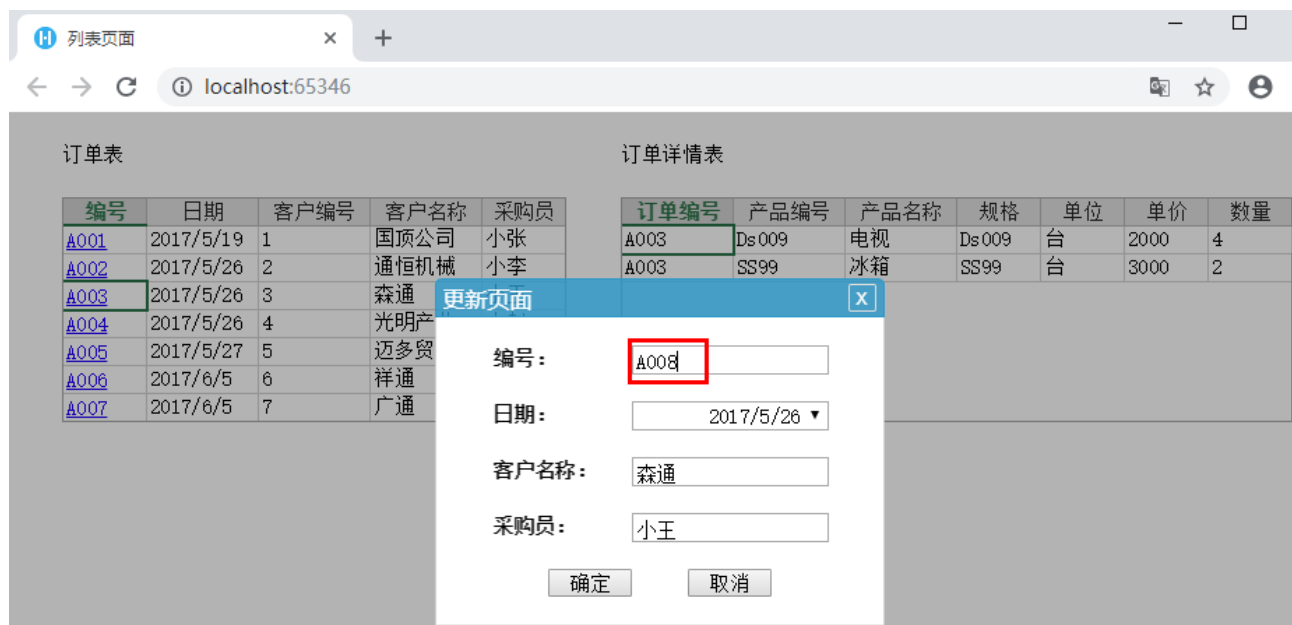 列表页面
localhost:65346
订单表 订单详情表
编号 日期 客户编号 客户名称 采购员 订单编号 产品编号 产品名称 规格 单位 单价 数量
A001 2017/5/19 1 国顶公司 小张 A003 Ds009 电视 Ds009 台 2000 4
A002 2017/5/26 2 通恒机械 小李 A003 SS99 冰箱 SS99 台 3000 2
A003 2017/5/26 3 森通
A004 2017/5/26 4 光明产
A005 2017/5/27 5 迈多贸
A006 2017/6/5 6 祥通
A007 2017/6/5 7 广通
更新页面 X
编号： A008
日期： 2017/5/26
客户名称： 森通
采购员： 小王
确定 取消